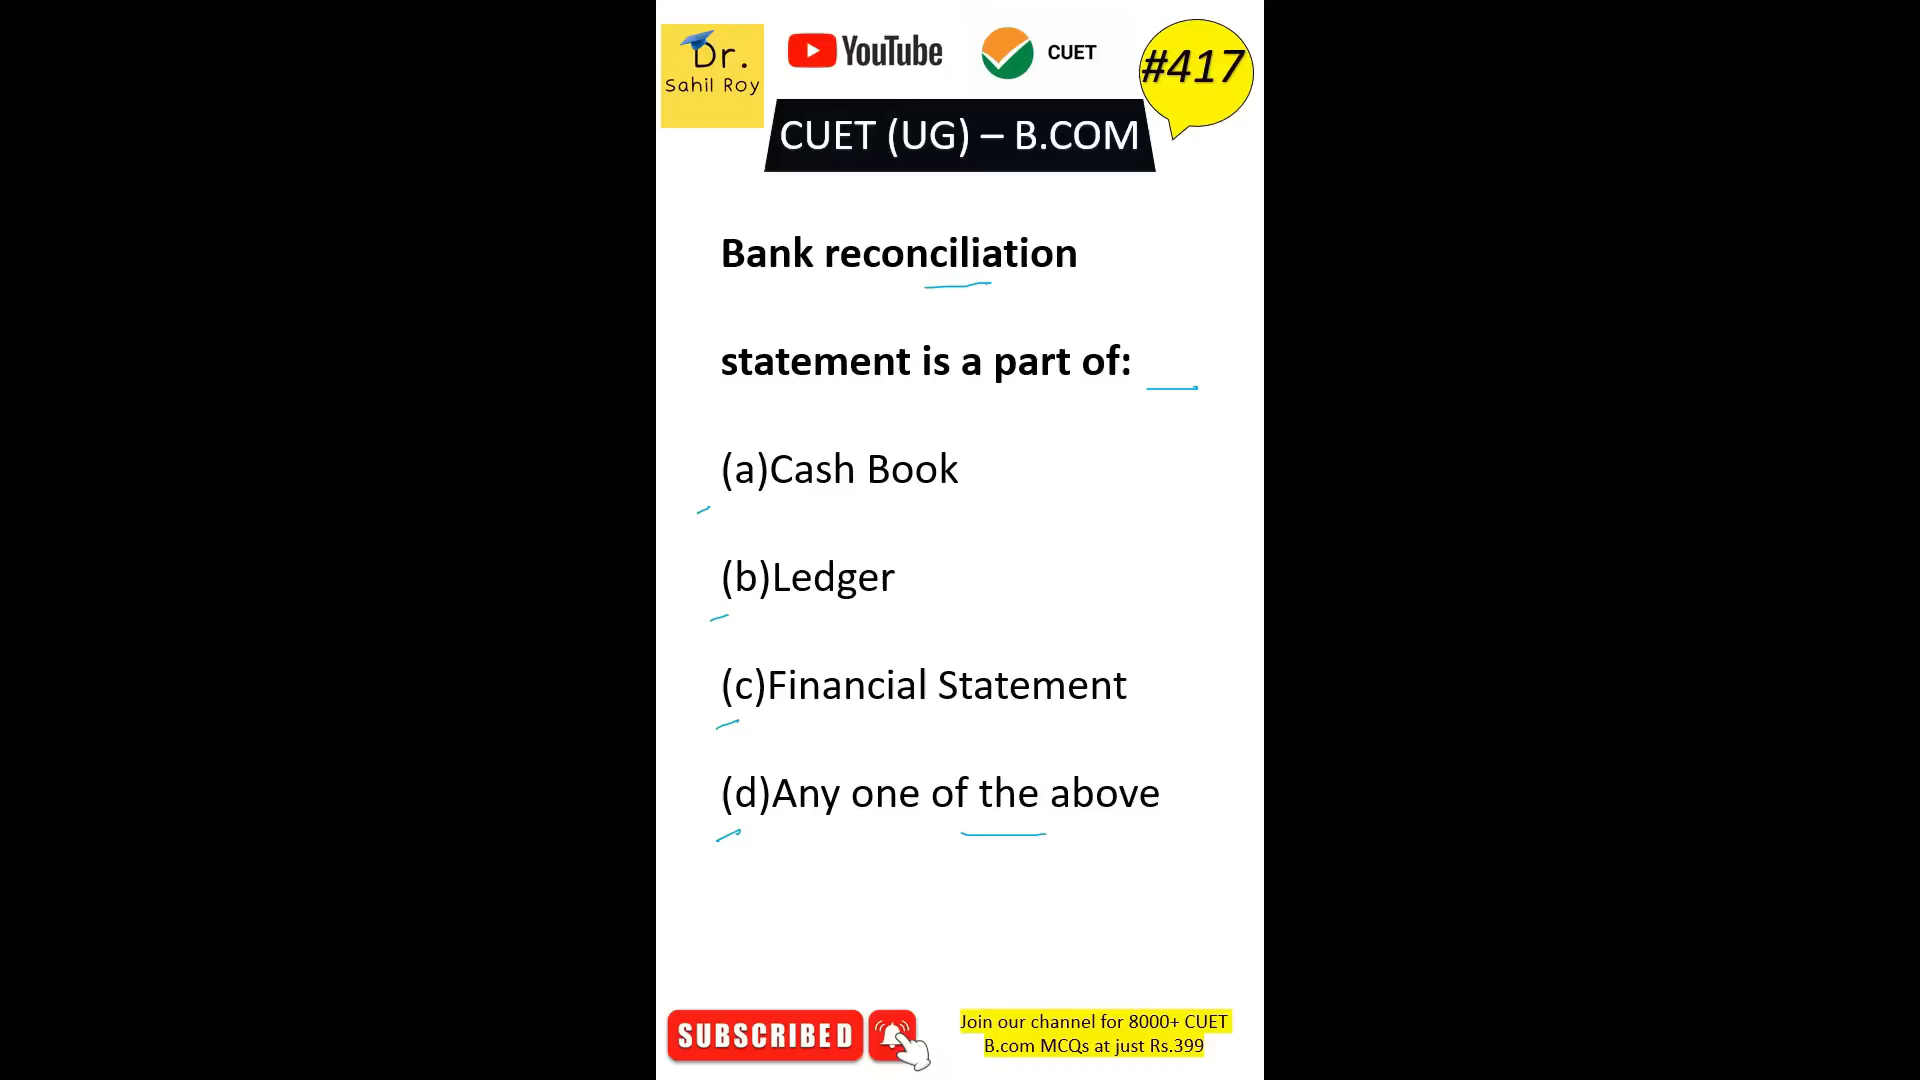 Dr.
Sahil Roy
YouTube
CUET
#417
CUET (UG) – B.COM
Bank reconciliation
statement is a part of:
(a)Cash Book
(b)Ledger
(c)Financial Statement
(d)Any one of the above
SUBSCRIBED
Join our channel for 8000+ CUET
B.com MCQs at just Rs.399